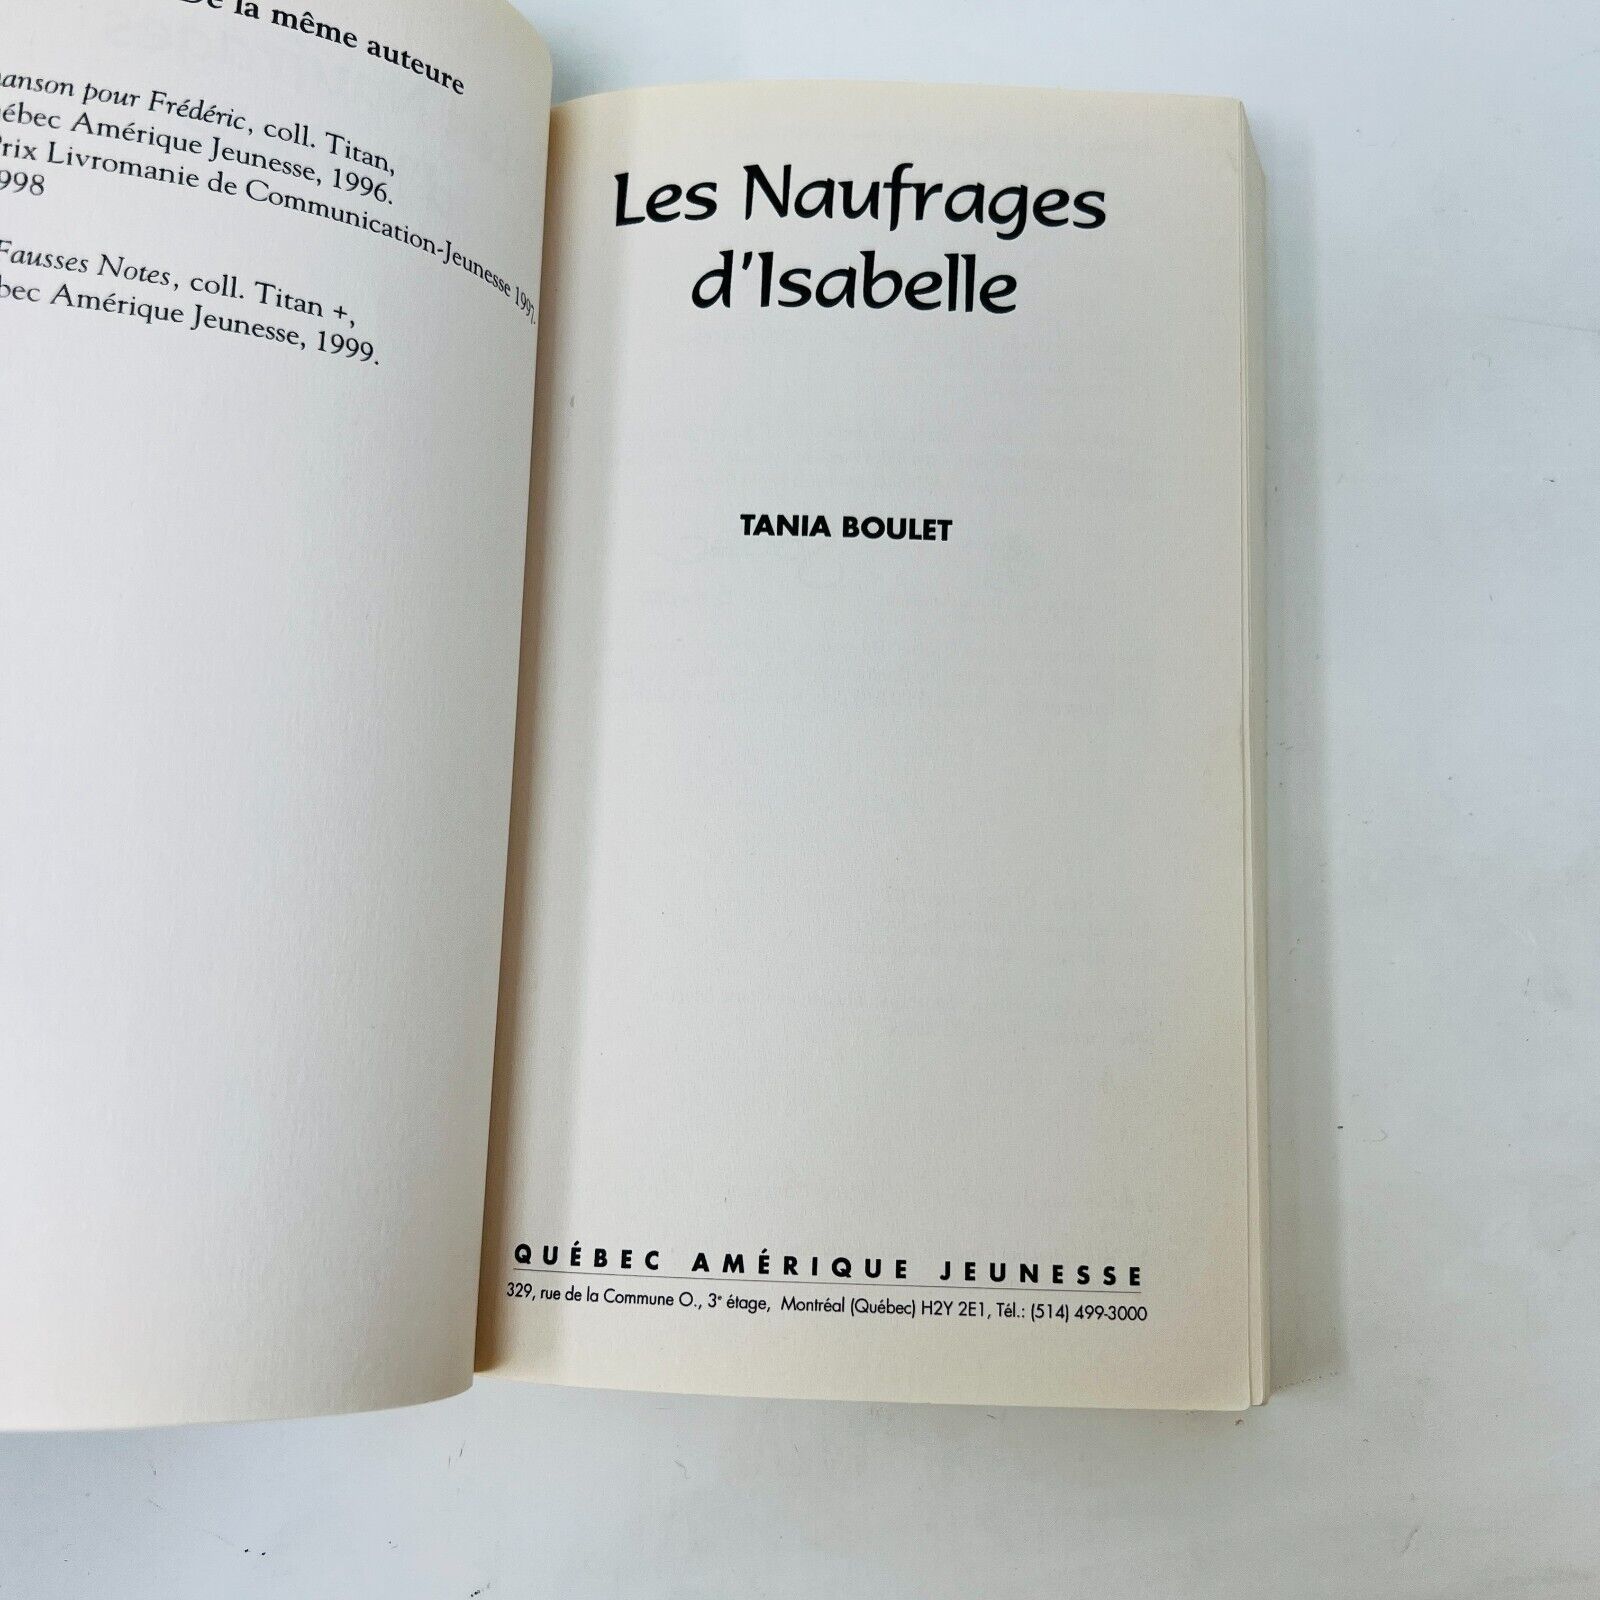 De la même auteure
anson pour Frédéric, coll. Titan,
ébec Amérique Jeunesse, 1996.
Prix Livromanie de Communication-Jeunesse 1997-
998
Fausses Notes, coll. Titan +,
bec Amérique Jeunesse, 1999.
Les Naufrages
d'Isabelle
TANIA BOULET
QUÉBEC AMÉRIQUE JEUNESSE
329, rue de la Commune O., 3e étage, Montréal (Québec) H2Y 2E1, Tél.: (514) 499-3000